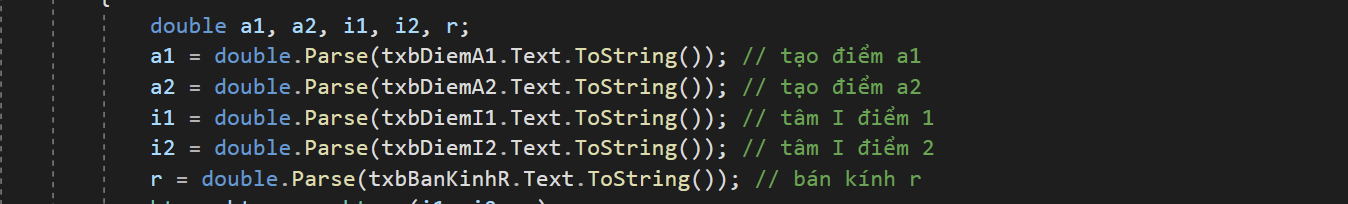 double a1, a2, i1, i2, r;
a1 = double.Parse(txbDiemA1.Text.ToString()); // tạo điểm a1
a2 = double.Parse(txbDiemA2.Text.ToString()); // tạo điểm a2
i1 = double.Parse(txbDiemI1.Text.ToString()); // tâm I điểm 1
i2 = double.Parse(txbDiemI2.Text.ToString()); // tâm I điểm 2
r = double.Parse(txbBanKinhR.Text.ToString()); // bán kính r